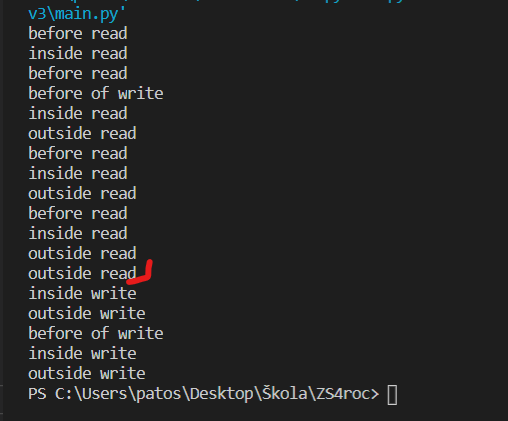 v3\main.py'
before read
inside read
before read
before of write
inside read
outside read
before read
inside read
outside read
before read
inside read
outside read
outside read
inside write
outside write
before of write
inside write
outside write
PS C:\Users\patos\Desktop\Škola\ZS4roc>